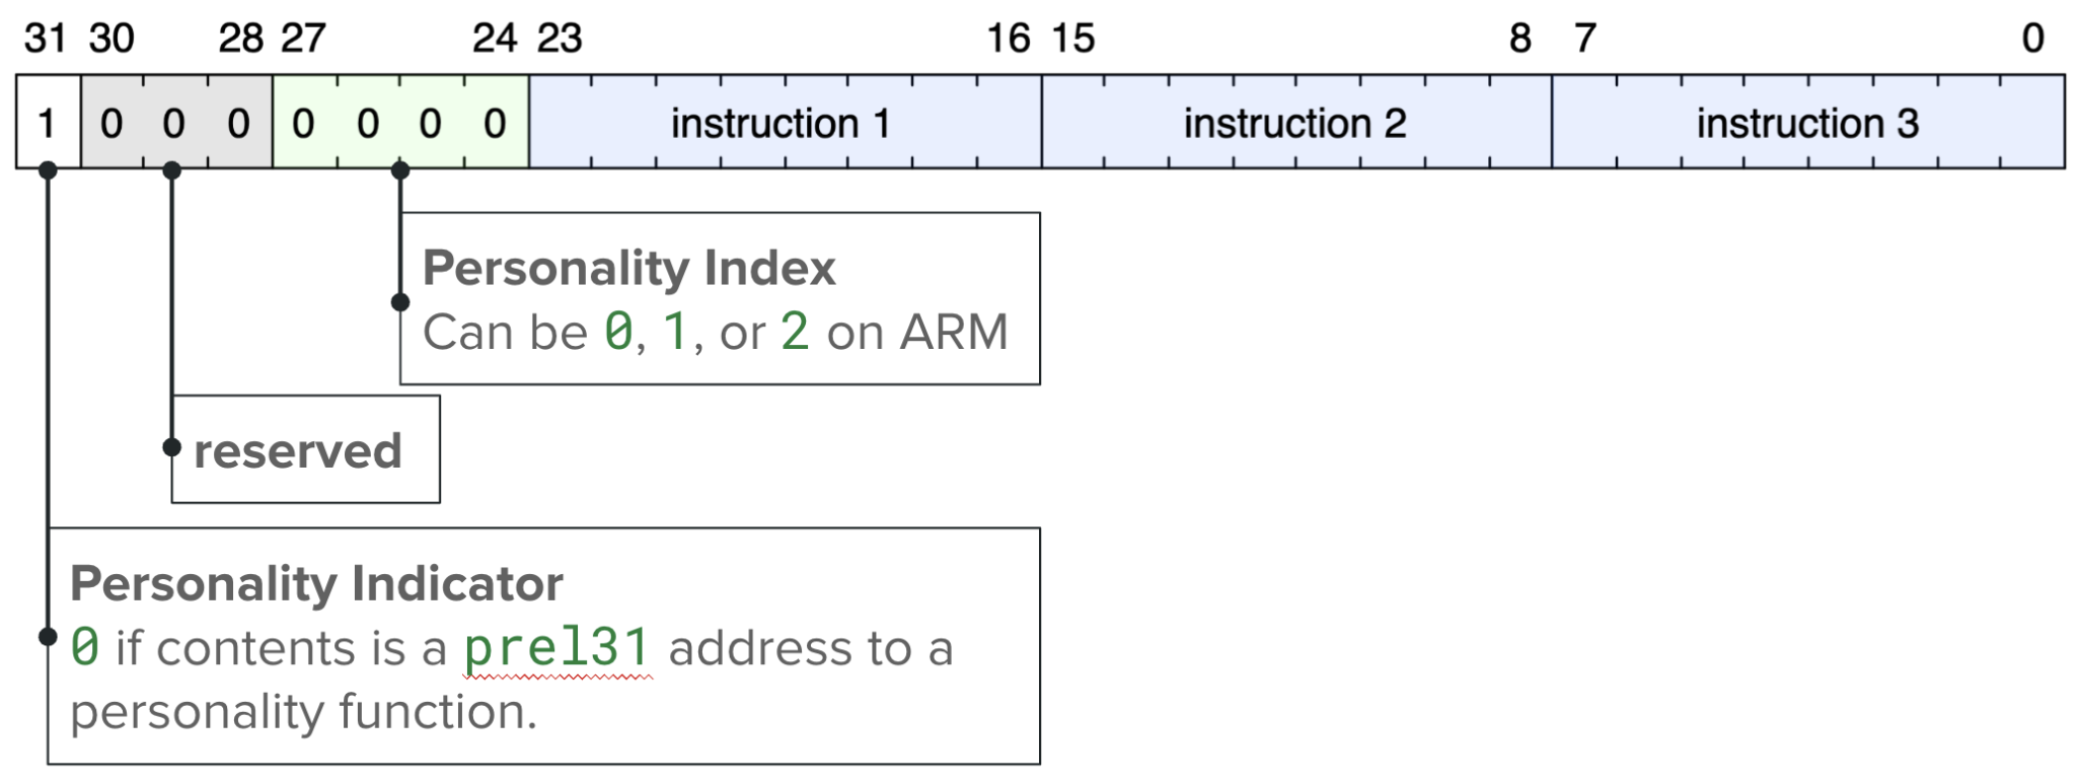 31 30 28 27 24 23 16 15 8 7 0
1 0 0 0 0 0 0 0 instruction 1 instruction 2 instruction 3
Personality Index
Can be 0, 1, or 2 on ARM
reserved
Personality Indicator
0 if contents is a prel31 address to a
personality function.